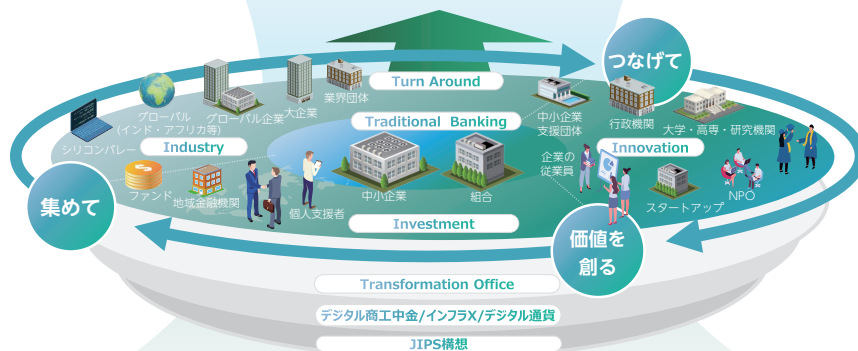 つなげて
Turn Around
業界団体
大企業
グローバル企業
グローバル
(インド・アフリカ等)
シリコンバレー
Traditional Banking
中小企業
支援団体
行政機関
大学・高専・研究機関
Industry
Innovation
企業の
従業員
ファンド
地域金融機関
個人支援者
中小企業
組合
スタートアップ
NPO
集めて
Investment
価値を
創る
Transformation Office
デジタル商工中金/インフラX/デジタル通貨
JIPS構想